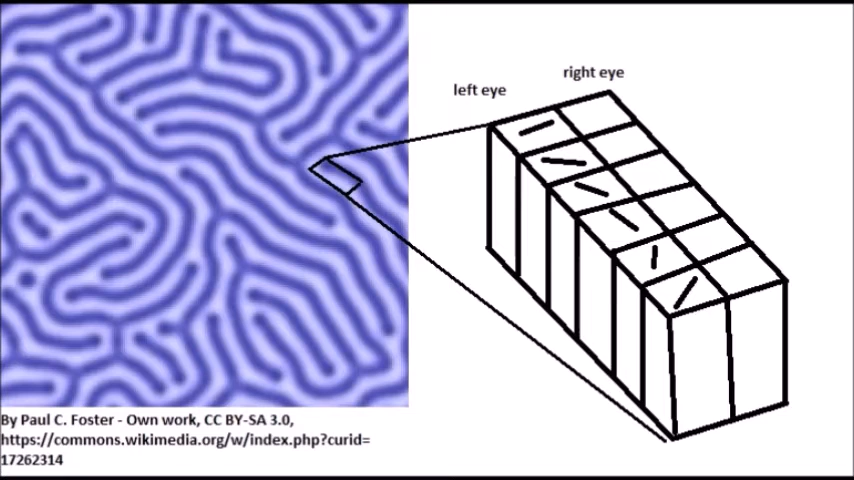 left eye
right eye
By Paul C. Foster - Own work, CC BY-SA 3.0,
https://commons.wikimedia.org/w/index.php?curid=
17262314